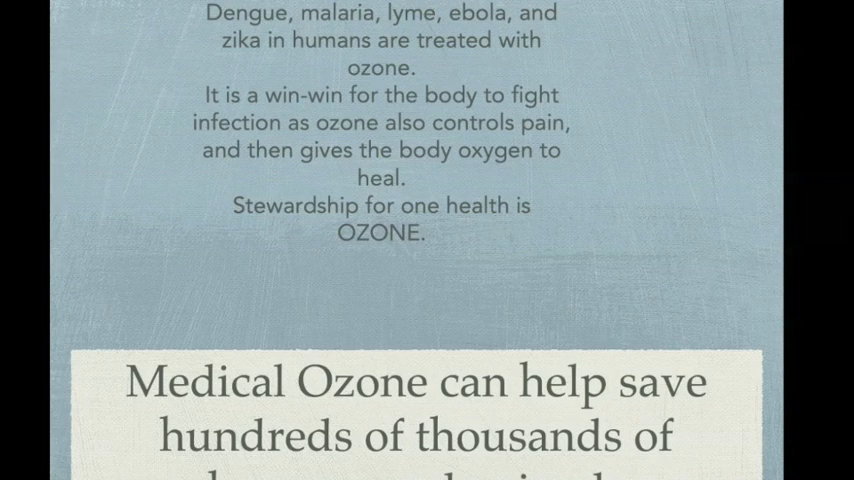 Dengue, malaria, lyme, ebola, and
zika in humans are treated with
ozone.
It is a win-win for the body to fight
infection as ozone also controls pain,
and then gives the body oxygen to
heal.
Stewardship for one health is
OZONE.
Medical Ozone can help save
hundreds of thousands of